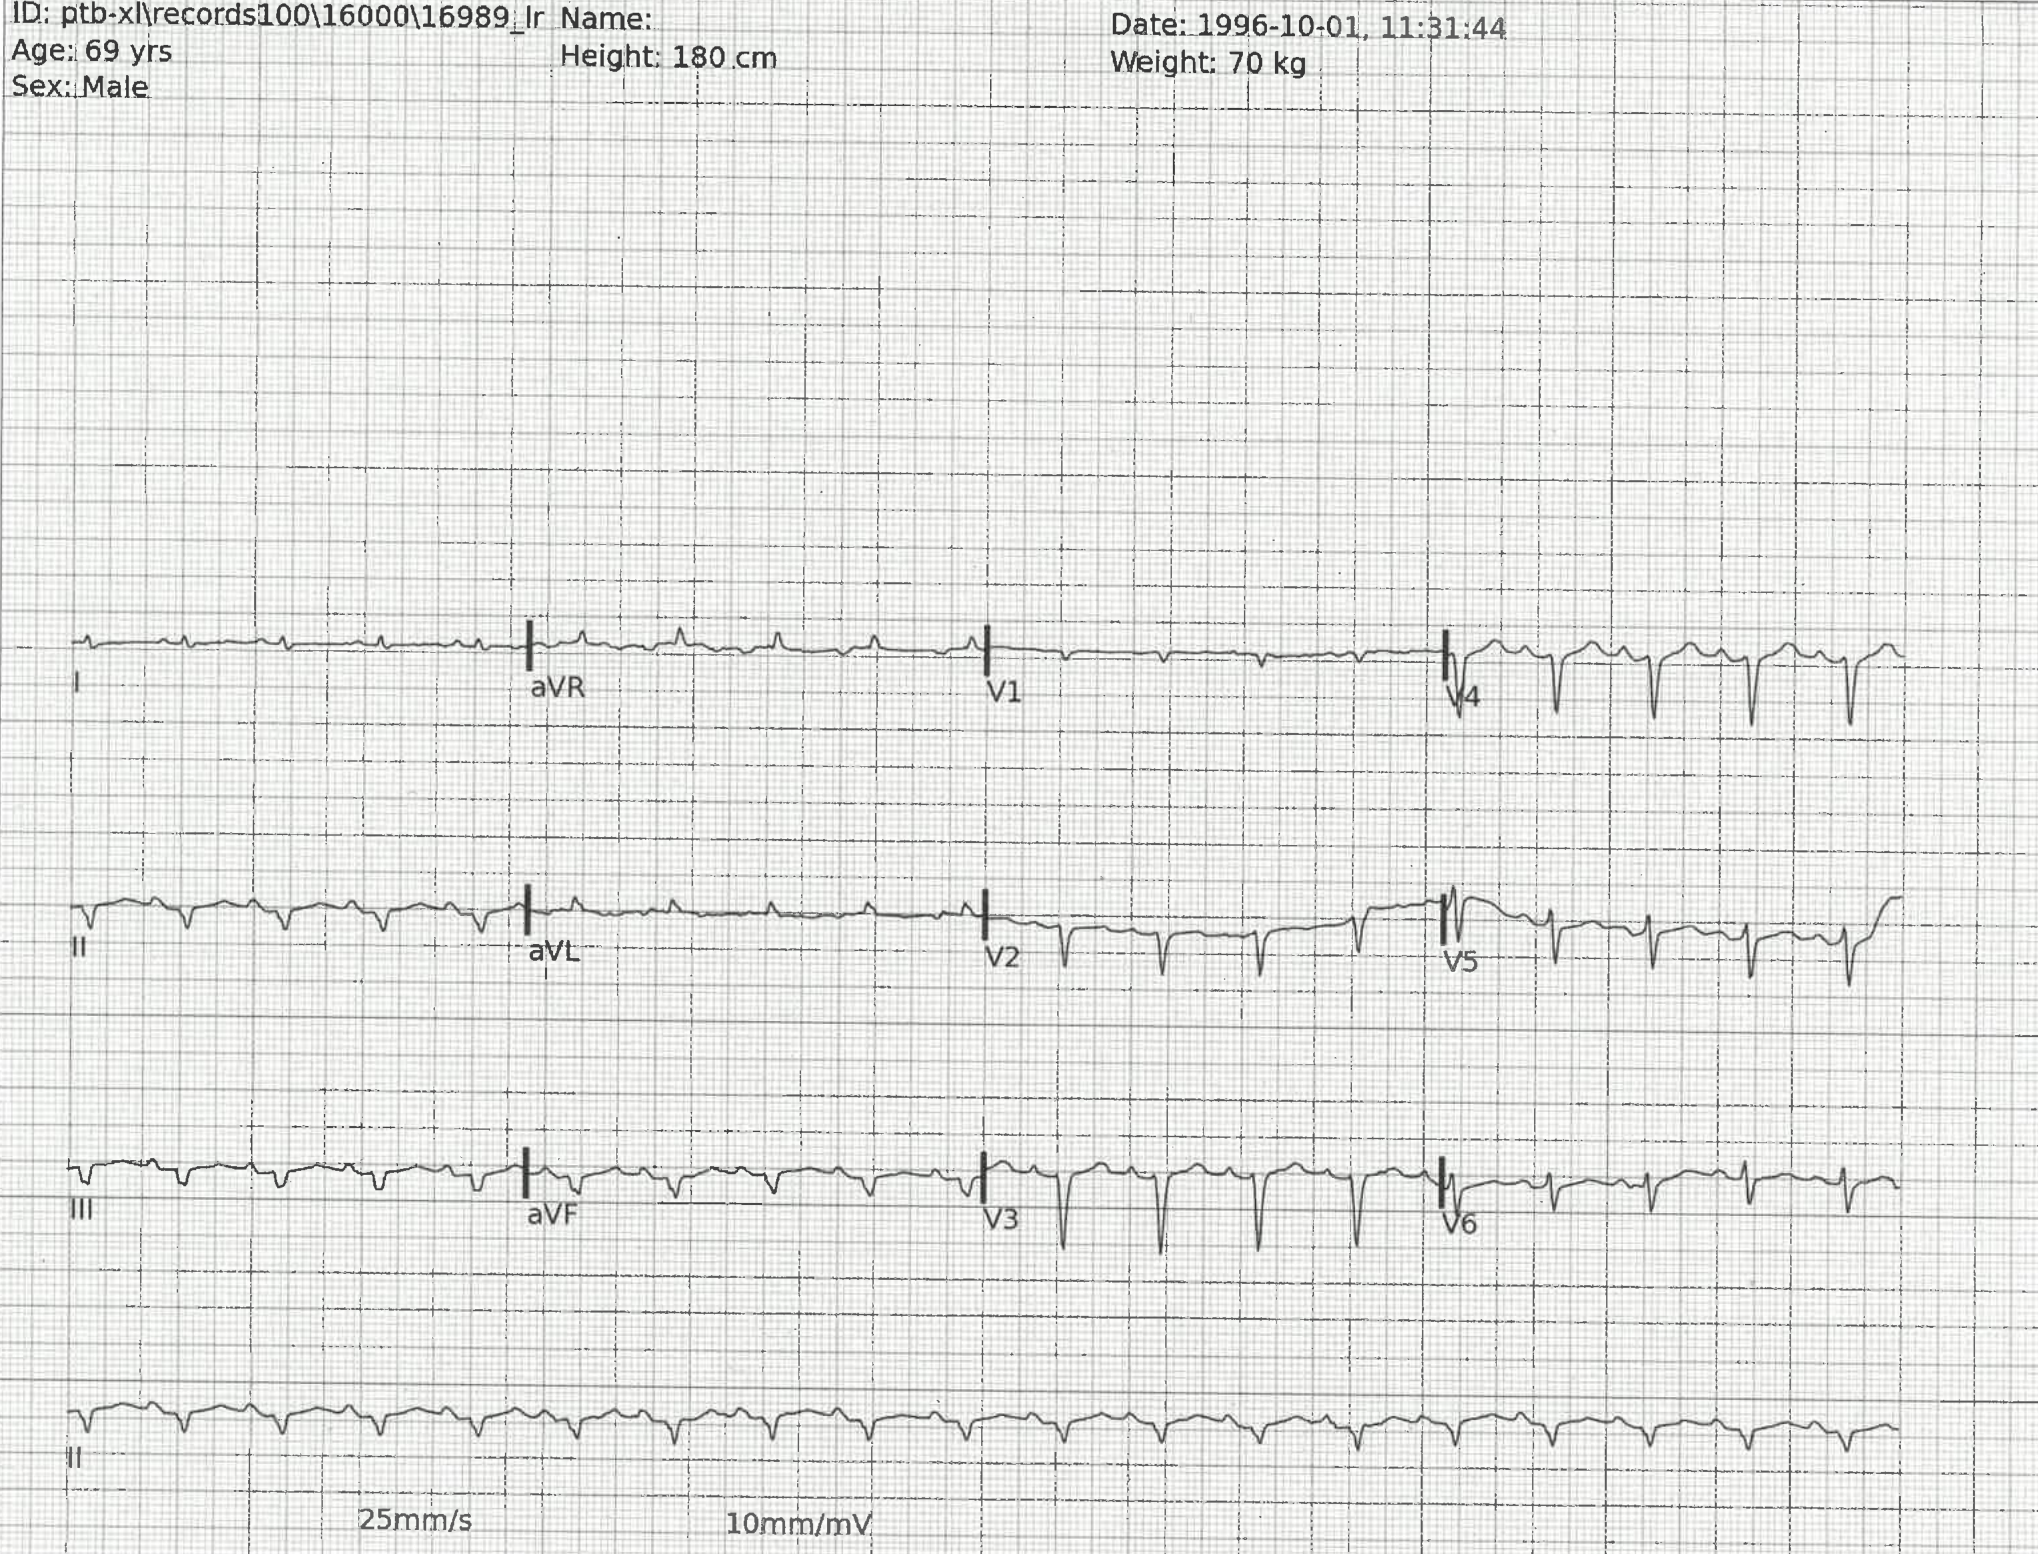 ID: ptb-xl\records100\16000\16989_lr Name:
Date: 1996-10-01, 11:31:44
Age: 69 yrs
Height: 180 cm
Weight: 70 kg
Sex: Male
I
aVR
V1
V4
II
aVL
V2
V5
III
aVF
V3
V6
II
25mm/s
10mm/mV